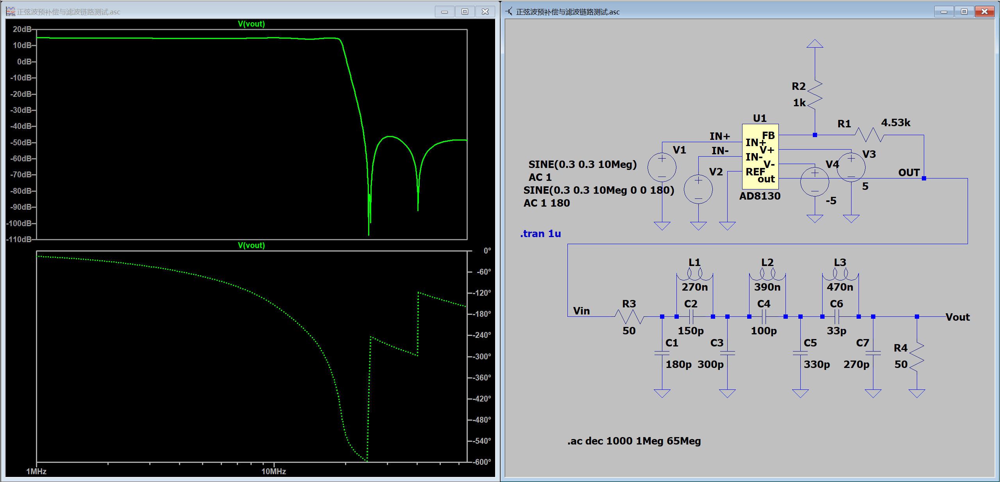 正弦波预补偿与滤波链路测试.asc
V(vout)
20dB
10dB
0dB
-10dB
-20dB
-30dB
-40dB
-50dB
-60dB
-70dB
-80dB
-90dB
-100dB
-110dB
V(vout)
0°
-60°
-120°
-180°
-240°
-300°
-360°
-420°
-480°
-540°
-600°
1MHz
10MHz
正弦波预补偿与滤波链路测试.asc
R2
1k
U1
R1
4.53k
IN+
FB
IN+
V1
IN-
V+
V3
IN-
SINE(0.3 0.3 10Meg)
V-
V4
V2
REF
OUT
AC 1
out
5
SINE(0.3 0.3 10Meg 0 0 180)
AD8130
-5
AC 1 180
.tran 1u
L1
L2
L3
270n
390n
470n
R3
C2
C4
C6
Vin
Vout
50
150p
100p
33p
C1
C3
C5
C7
R4
180p
300p
330p
270p
50
.ac dec 1000 1Meg 65Meg